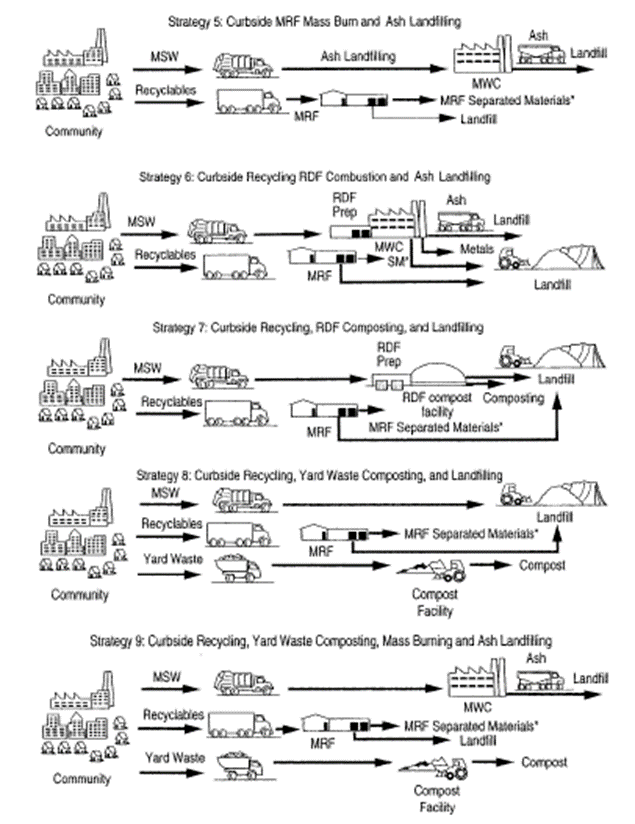 Strategy 5: Curbside MRF Mass Burn and Ash Landfilling
MSW
Ash Landfilling
Ash
Landfill
MWC
Recyclables
MRF
MRF Separated Materials*
Landfill
Community
Strategy 6: Curbside Recycling RDF Combustion and Ash Landfilling
RDF
Prep
Ash
MSW
Landfill
MWC
Metals
Recyclables
SM*
MRF
Landfill
Community
Strategy 7: Curbside Recycling, RDF Composting, and Landfilling
RDF
Prep
MSW
Landfill
Recyclables
RDF compost
facility
Composting
MRF
MRF Separated Materials*
Community
Strategy 8: Curbside Recycling, Yard Waste Composting, and Landfilling
MSW
Landfill
Recyclables
MRF Separated Materials*
MRF
Yard Waste
Compost
Community
Compost
Facility
Strategy 9: Curbside Recycling, Yard Waste Composting, Mass Burning and Ash Landfilling
Ash
MSW
Landfill
MWC
Recyclables
MRF Separated Materials*
MRF
Landfill
Yard Waste
Compost
Community
Compost
Facility